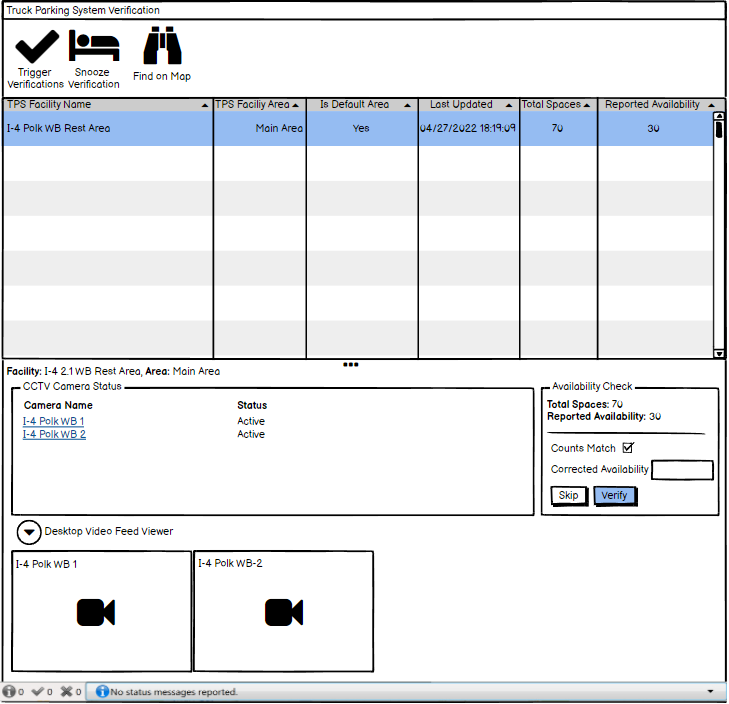 Truck Parking System Verification
Trigger Verifications
Snooze Verification
Find on Map
TPS Facility Name TPS Faciliy Area Is Default Area Last Updated Total Spaces Reported Availability
I-4 Polk WB Rest Area Main Area Yes 04/27/2022 18:19:09 70 30
Facility: I-4 2.1 WB Rest Area, Area: Main Area
CCTV Camera Status
Camera Name Status
I-4 Polk WB 1 Active
I-4 Polk WB 2 Active
Availability Check
Total Spaces: 70
Reported Availability: 30
Counts Match
Corrected Availability
Skip Verify
Desktop Video Feed Viewer
I-4 Polk WB 1 I-4 Polk WB-2
0 0 0 No status messages reported.